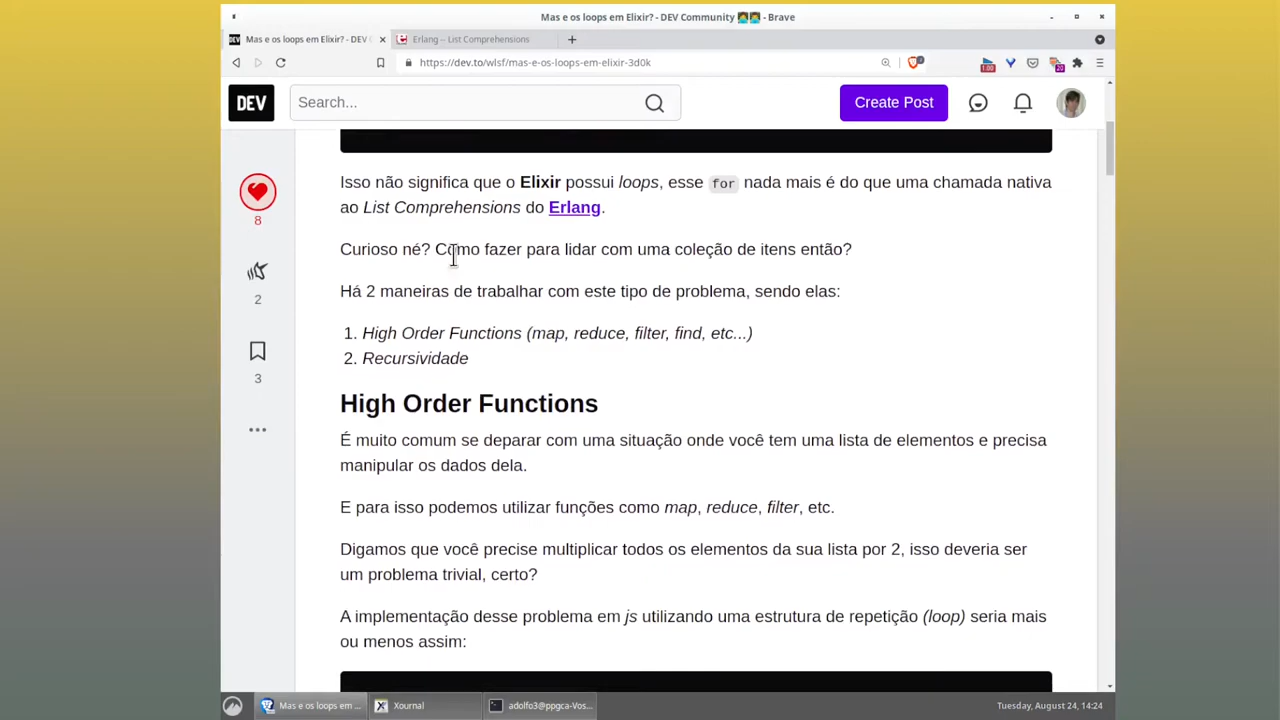 Mas e os loops em Elixir? - DEV Community 👩‍💻👨‍💻 - Brave
Mas e os loops em Elixir? - DEV C
Erlang -- List Comprehensions
https://dev.to/wlsf/mas-e-os-loops-em-elixir-3d0k
1.00
20
DEV
Search...
Create Post
Isso não significa que o Elixir possui loops, esse for nada mais é do que uma chamada nativa
ao List Comprehensions do Erlang.
8
Curioso né? Como fazer para lidar com uma coleção de itens então?
Há 2 maneiras de trabalhar com este tipo de problema, sendo elas:
2
1. High Order Functions (map, reduce, filter, find, etc...)
2. Recursividade
3
High Order Functions
É muito comum se deparar com uma situação onde você tem uma lista de elementos e precisa
manipular os dados dela.
E para isso podemos utilizar funções como map, reduce, filter, etc.
Digamos que você precise multiplicar todos os elementos da sua lista por 2, isso deveria ser
um problema trivial, certo?
A implementação desse problema em js utilizando uma estrutura de repetição (loop) seria mais
ou menos assim:
Mas e os loops em ...
Xournal
adolfo3@ppgca-Vos...
Tuesday, August 24, 14:24